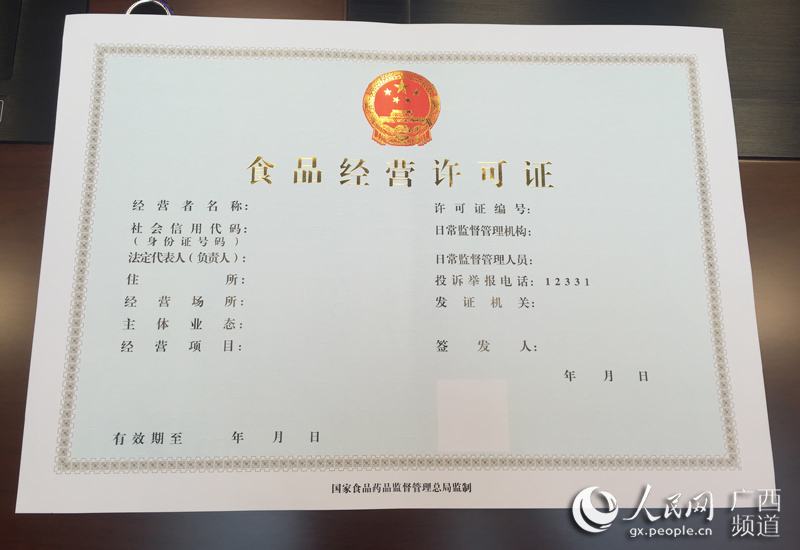 食品经营许可证
经营者名称：
社会信用代码：
（身份证号码）
法定代表人（负责人）：
住所：
经营场所：
主体业态：
经营项目：
有效期至 年 月 日
许可证编号：
日常监督管理机构：
日常监督管理人员：
投诉举报电话：12331
发证机关：
签发人：
年 月 日
国家食品药品监督管理总局监制
人民网 广西频道
gx.people.cn